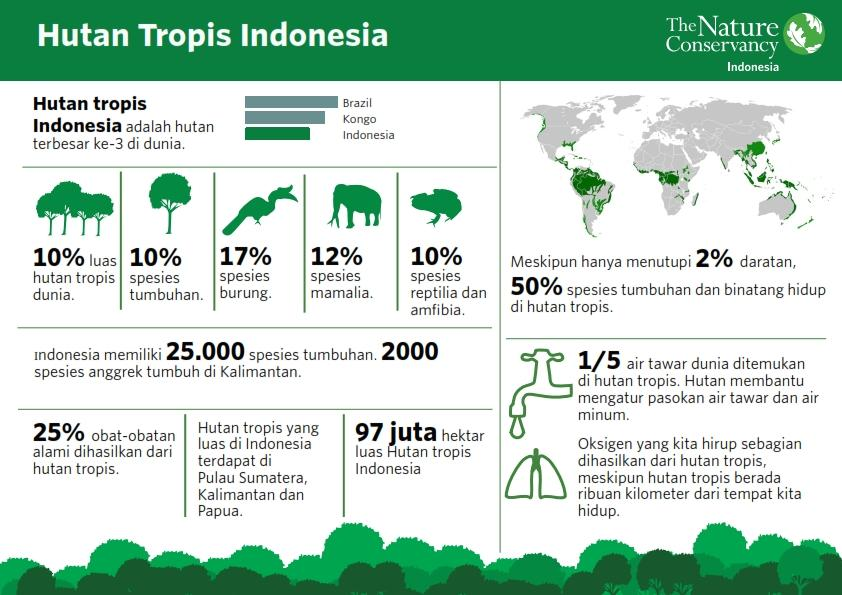 Hutan Tropis Indonesia
The Nature
Conservancy
Indonesia
Hutan tropis
Indonesia adalah hutan
terbesar ke-3 di dunia.
Brazil
Kongo
Indonesia
10% luas
hutan tropis
dunia.
10%
spesies
tumbuhan.
17%
spesies
burung.
12%
spesies
mamalia.
10%
spesies
reptilia dan
amfibia.
Indonesia memiliki 25.000 spesies tumbuhan. 2000
spesies anggrek tumbuh di Kalimantan.
25% obat-obatan
alami dihasilkan dari
hutan tropis.
Hutan tropis yang
luas di Indonesia
terdapat di
Pulau Sumatera,
Kalimantan dan
Papua.
97 juta hektar
luas Hutan tropis
Indonesia
Meskipun hanya menutupi 2% daratan,
50% spesies tumbuhan dan binatang hidup
di hutan tropis.
1/5 air tawar dunia ditemukan
di hutan tropis. Hutan membantu
mengatur pasokan air tawar dan air
minum.
Oksigen yang kita hirup sebagian
dihasilkan dari hutan tropis,
meskipun hutan tropis berada
ribuan kilometer dari tempat kita
hidup.